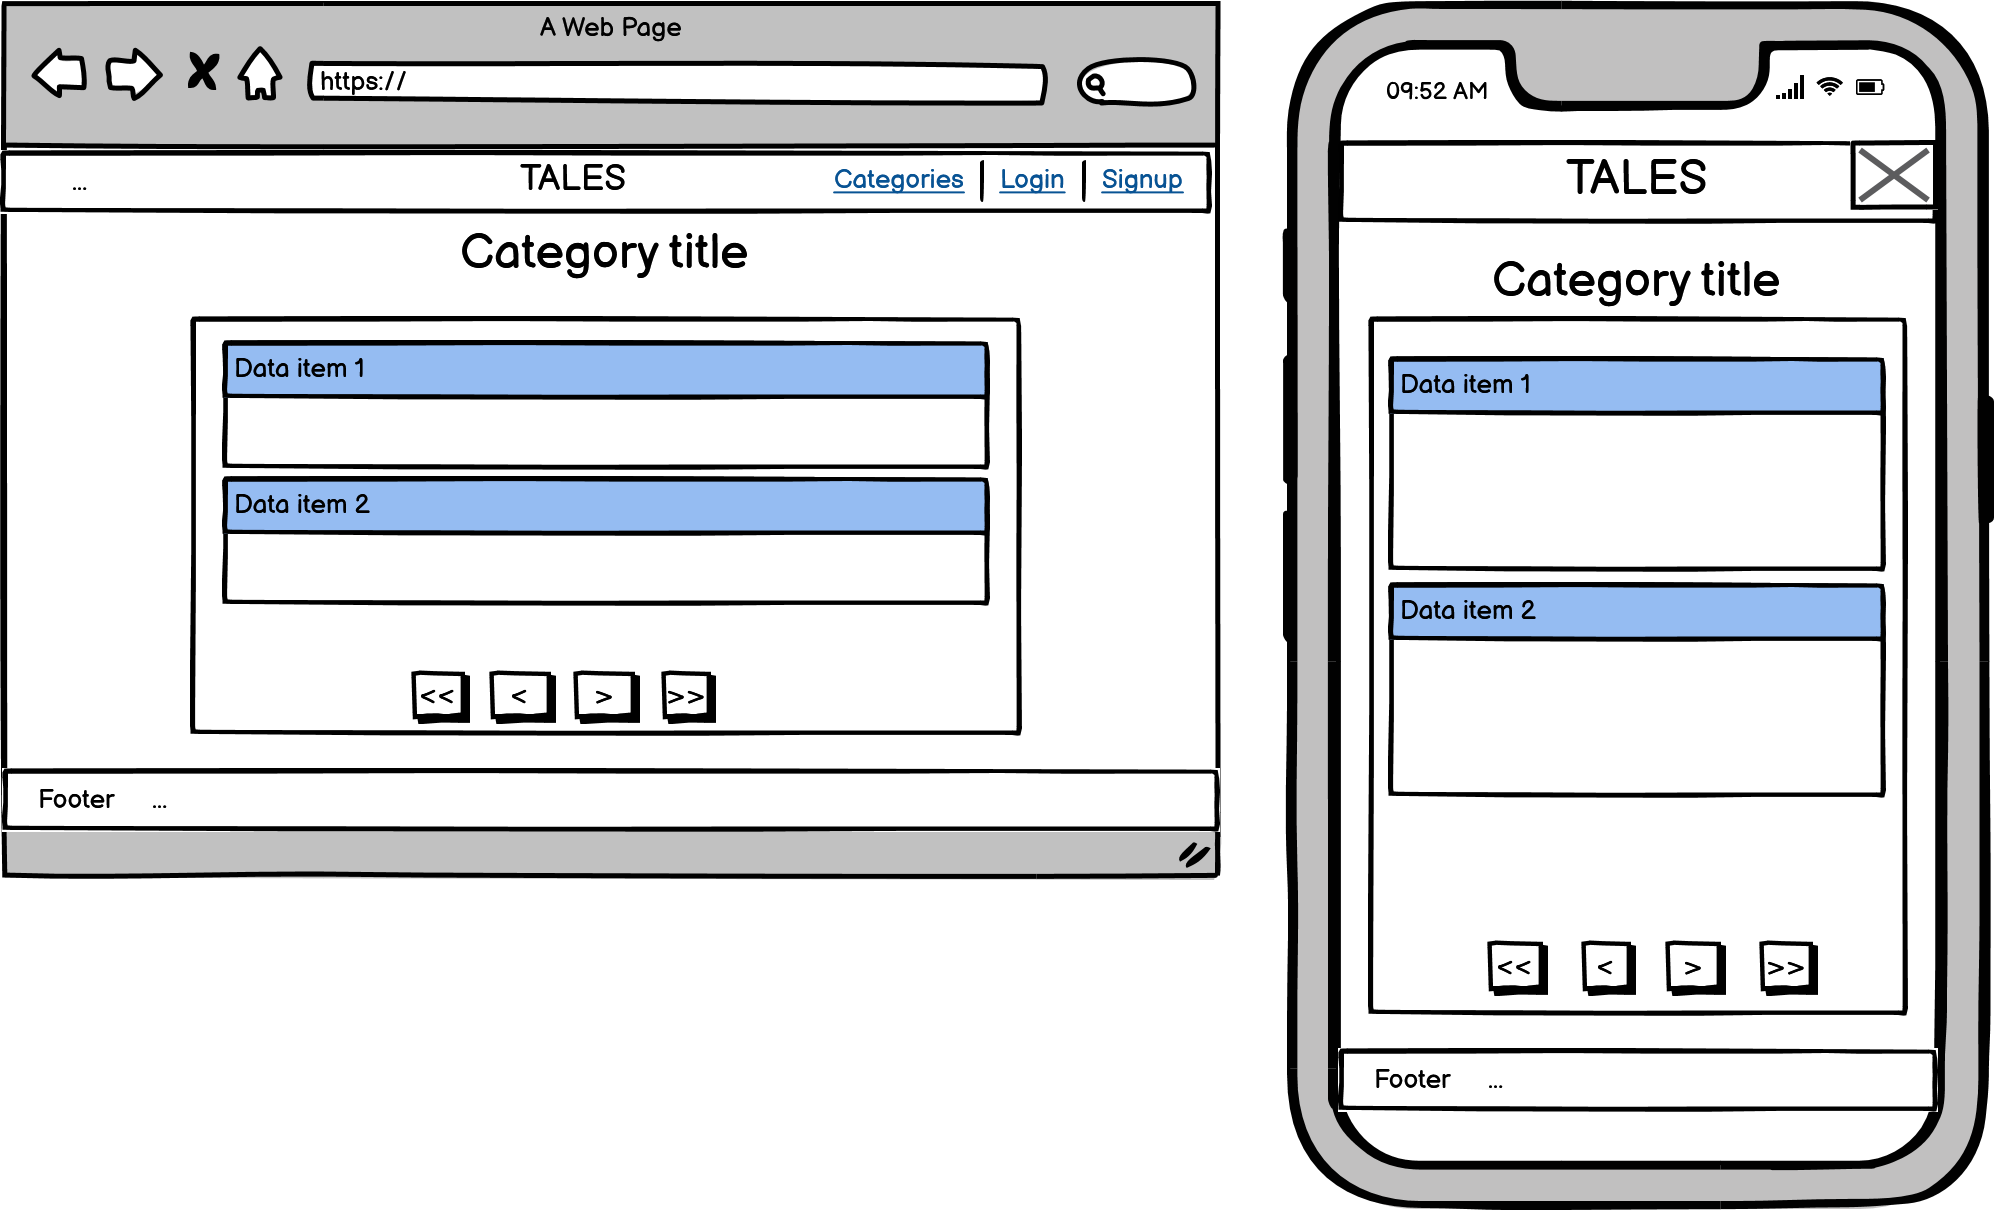 A Web Page
https://
... TALES Categories Login Signup
Category title
Data item 1
Data item 2
<< < > >>
Footer ...
09:52 AM
TALES
Category title
Data item 1
Data item 2
<< < > >>
Footer ...